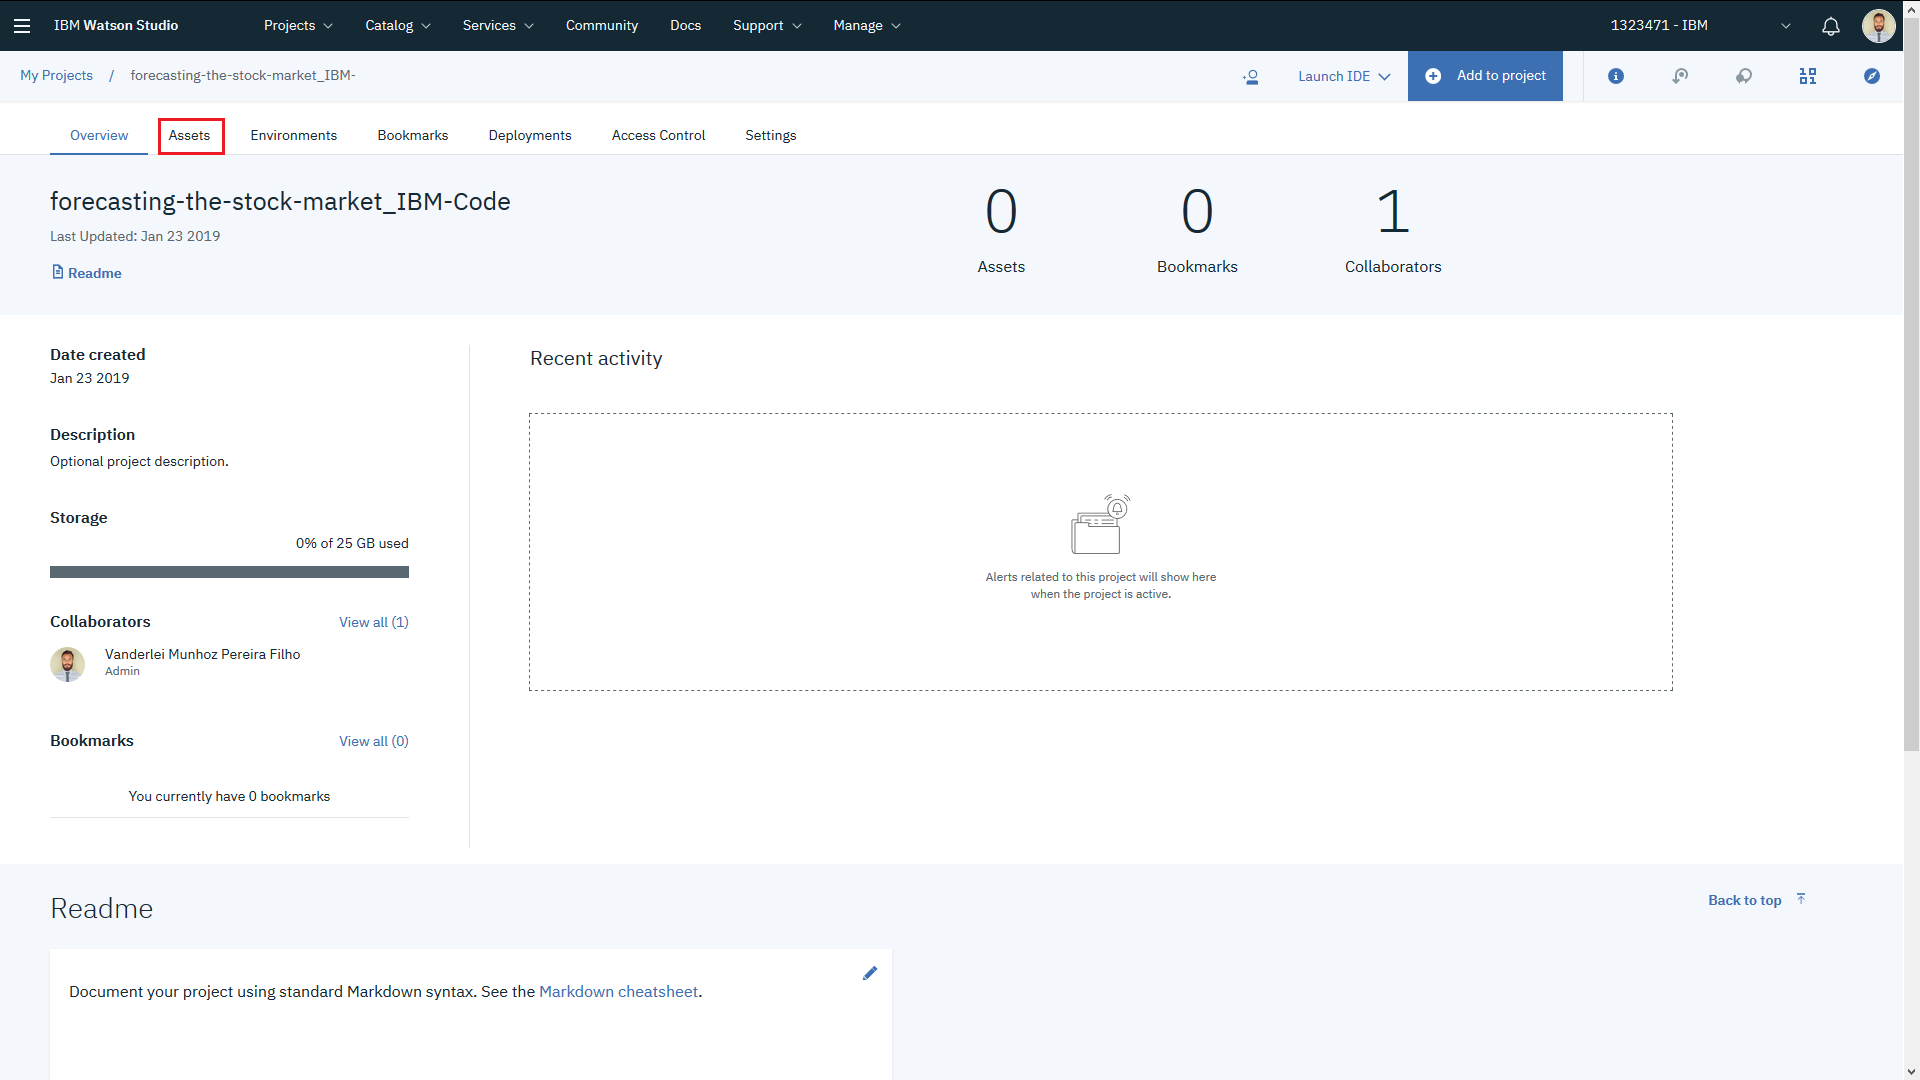 IBM Watson Studio Projects Catalog Services Community Docs Support Manage 1323471 - IBM
My Projects / forecasting-the-stock-market_IBM- Launch IDE Add to project
Overview Assets Environments Bookmarks Deployments Access Control Settings
forecasting-the-stock-market_IBM-Code
Last Updated: Jan 23 2019
Readme
0 0 1
Assets Bookmarks Collaborators
Date created
Jan 23 2019
Description
Optional project description.
Storage
0% of 25 GB used
Collaborators View all (1)
Vanderlei Munhoz Pereira Filho
Admin
Bookmarks View all (0)
You currently have 0 bookmarks
Recent activity
Alerts related to this project will show here
when the project is active.
Readme
Back to top
Document your project using standard Markdown syntax. See the Markdown cheatsheet.